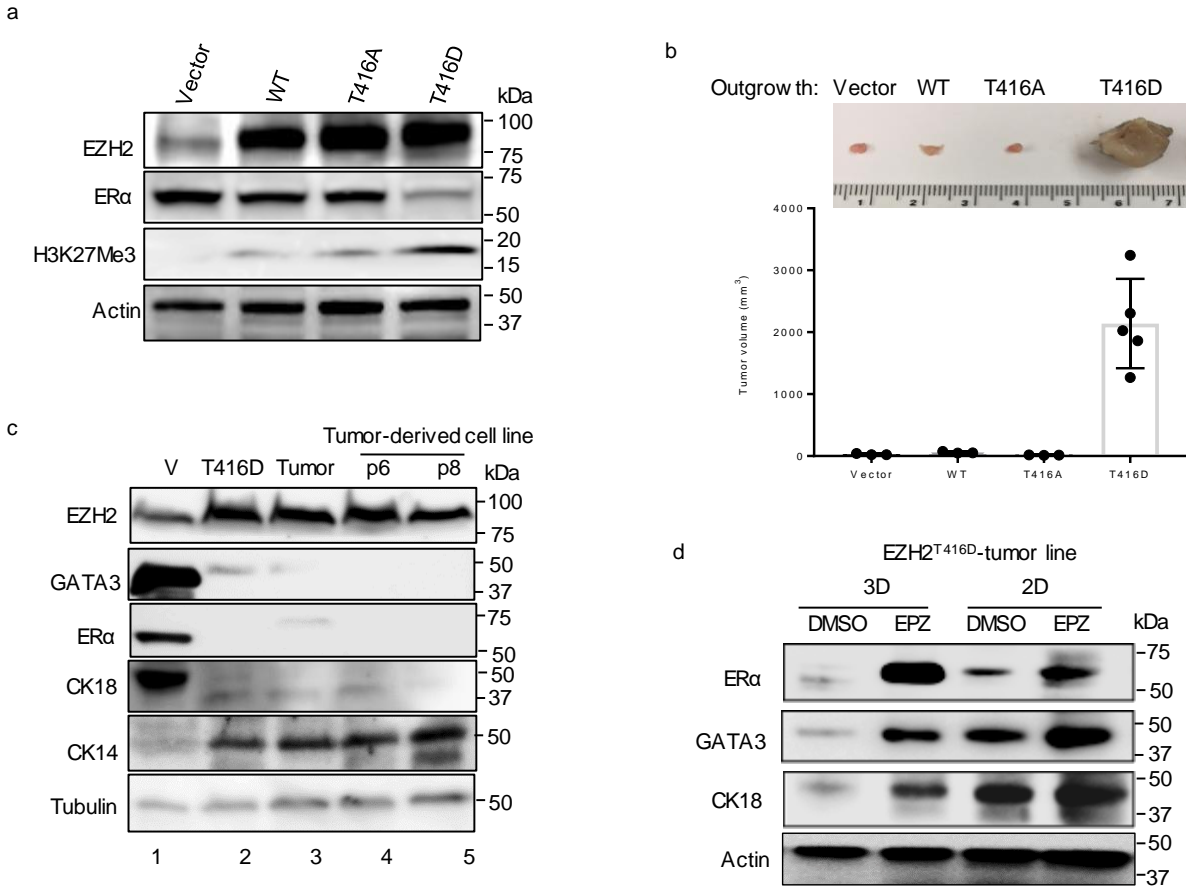 a
Vector WT T416A T416D
kDa
EZH2
100
75
ERα
75
50
H3K27Me3
20
15
Actin
50
37
b
Outgrowth: Vector WT T416A T416D
1 2 3 4 5 6 7
Tumor volume (mm³)
4000
3000
2000
1000
0
Vector WT T416A T416D
c
Tumor-derived cell line
V T416D Tumor p6 p8 kDa
EZH2
100
75
GATA3
50
37
ERα
75
50
CK18
50
37
CK14
50
Tubulin
50
1 2 3 4 5
d
EZH2T416D-tumor line
3D 2D
DMSO EPZ DMSO EPZ kDa
ERα
75
50
GATA3
50
37
CK18
50
37
Actin
50
37